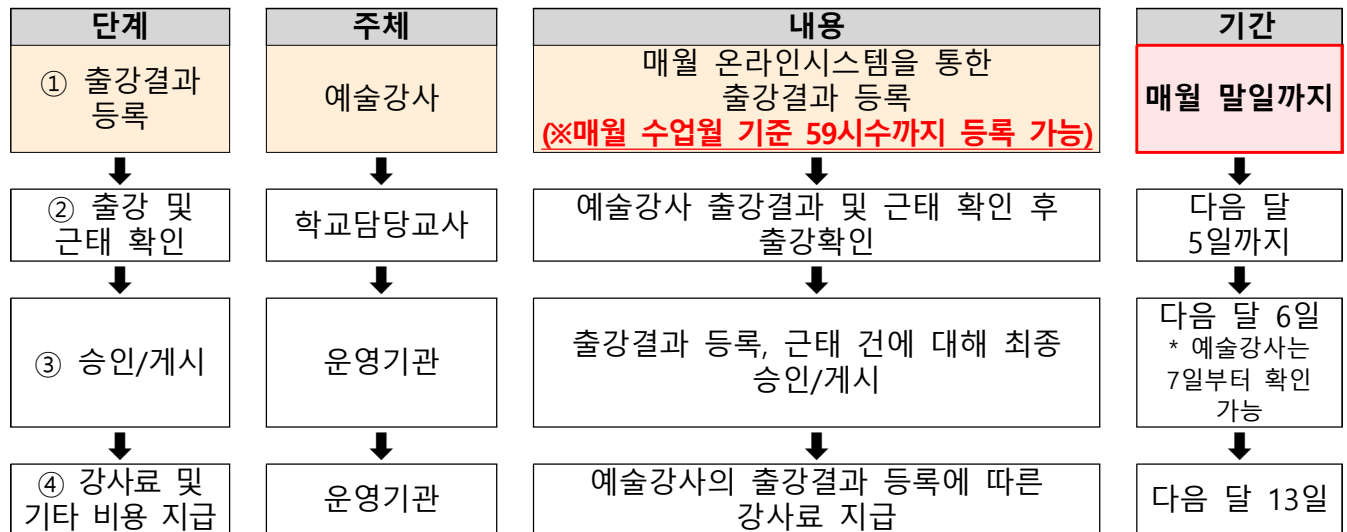 단계 주체 내용 기간
① 출강결과
등록
예술강사
매월 온라인시스템을 통한
출강결과 등록
(※매월 수업월 기준 59시수까지 등록 가능)
매월 말일까지
② 출강 및
근태 확인
학교담당교사
예술강사 출강결과 및 근태 확인 후
출강확인
다음 달
5일까지
③ 승인/게시
운영기관
출강결과 등록, 근태 건에 대해 최종
승인/게시
다음 달 6일
* 예술강사는
7일부터 확인
가능
④ 강사료 및
기타 비용 지급
운영기관
예술강사의 출강결과 등록에 따른
강사료 지급
다음 달 13일